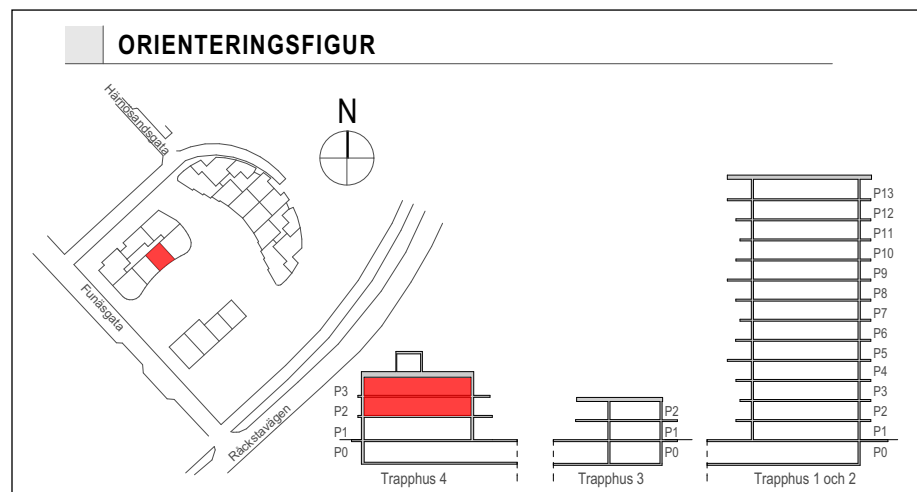 ORIENTERINGSFIGUR
Härnösandsgata
N
Funäsgata
Räckstavägen
P3
P2
P1
P0
Trapphus 4
P2
P1
P0
Trapphus 3
P13
P12
P11
P10
P9
P8
P7
P6
P5
P4
P3
P2
P1
P0
Trapphus 1 och 2